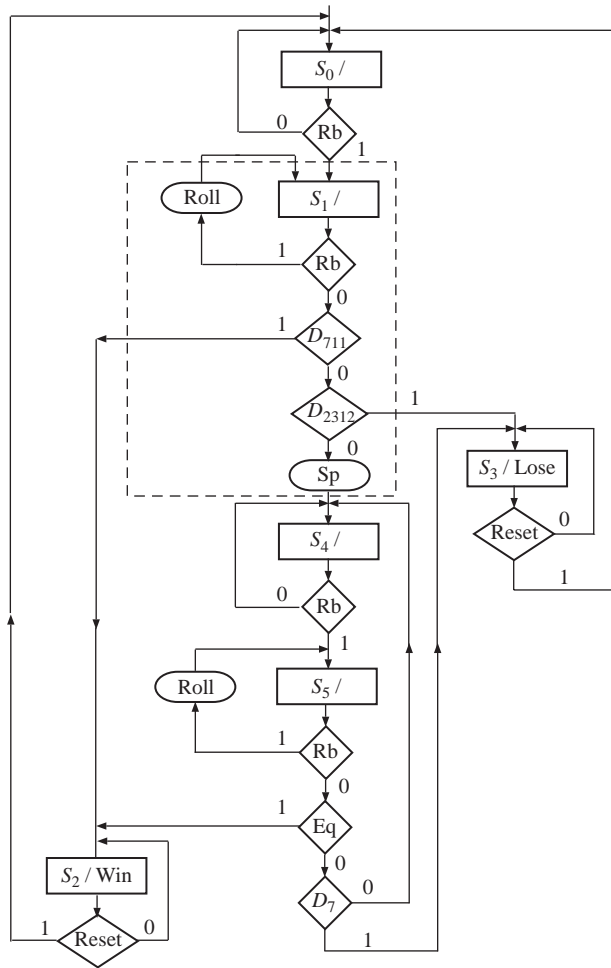 S₀ /
0
Rb
1
Roll
S₁ /
1
Rb
0
1
D₇₁₁
0
D₂₃₁₂
1
0
Sp
S₃ / Lose
S₄ /
Reset
0
0
Rb
1
1
Roll
S₅ /
1
Rb
0
1
Eq
0
S₂ / Win
D₇
0
1
Reset
0
1